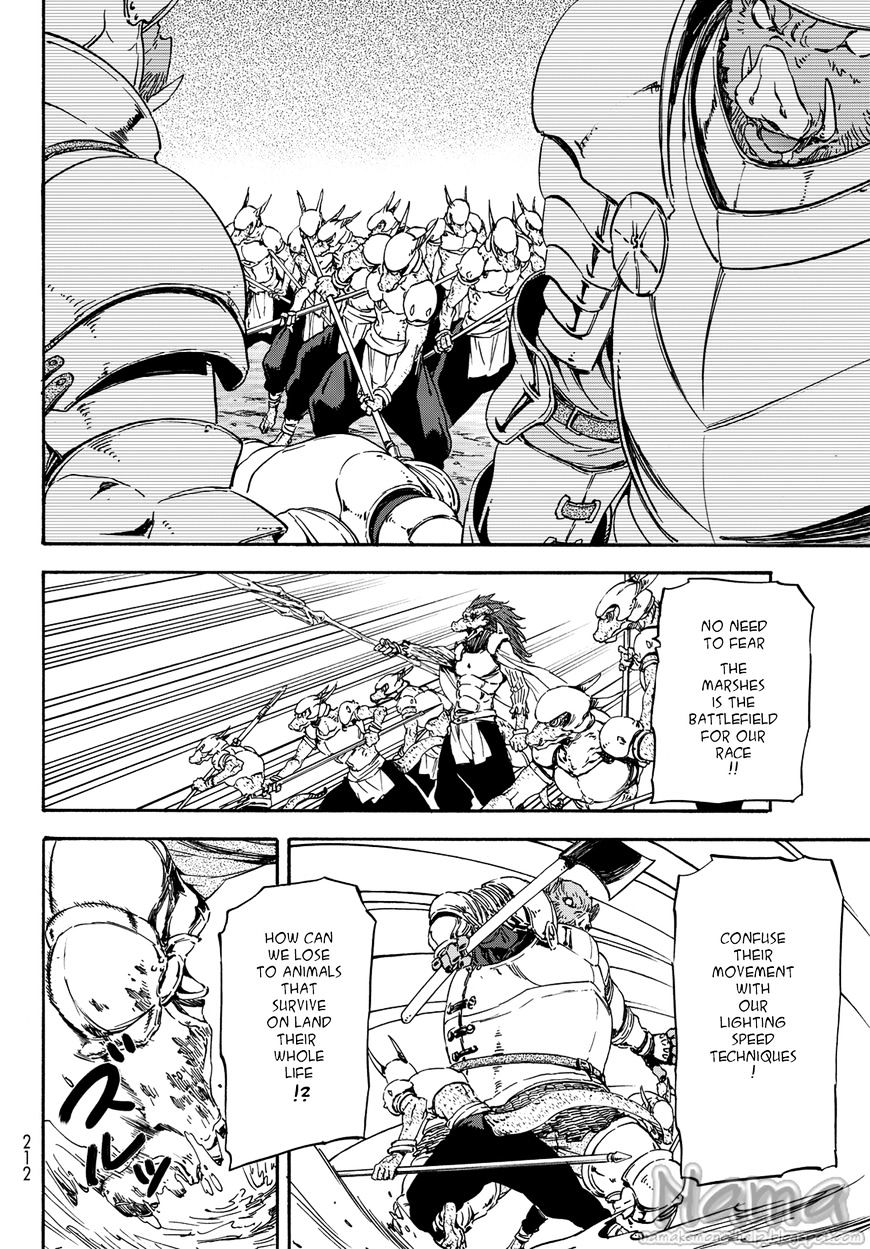 NO NEED
TO FEAR
THE
MARSHES
IS THE
BATTLEFIELD
FOR OUR
RACE
!!
CONFUSE
THEIR
MOVEMENT
WITH
OUR
LIGHTING
SPEED
TECHNIQUES
!
HOW CAN
WE LOSE
TO ANIMALS
THAT
SURVIVE
ON LAND
THEIR
WHOLE
LIFE
!?
ズルッ
212
Nama